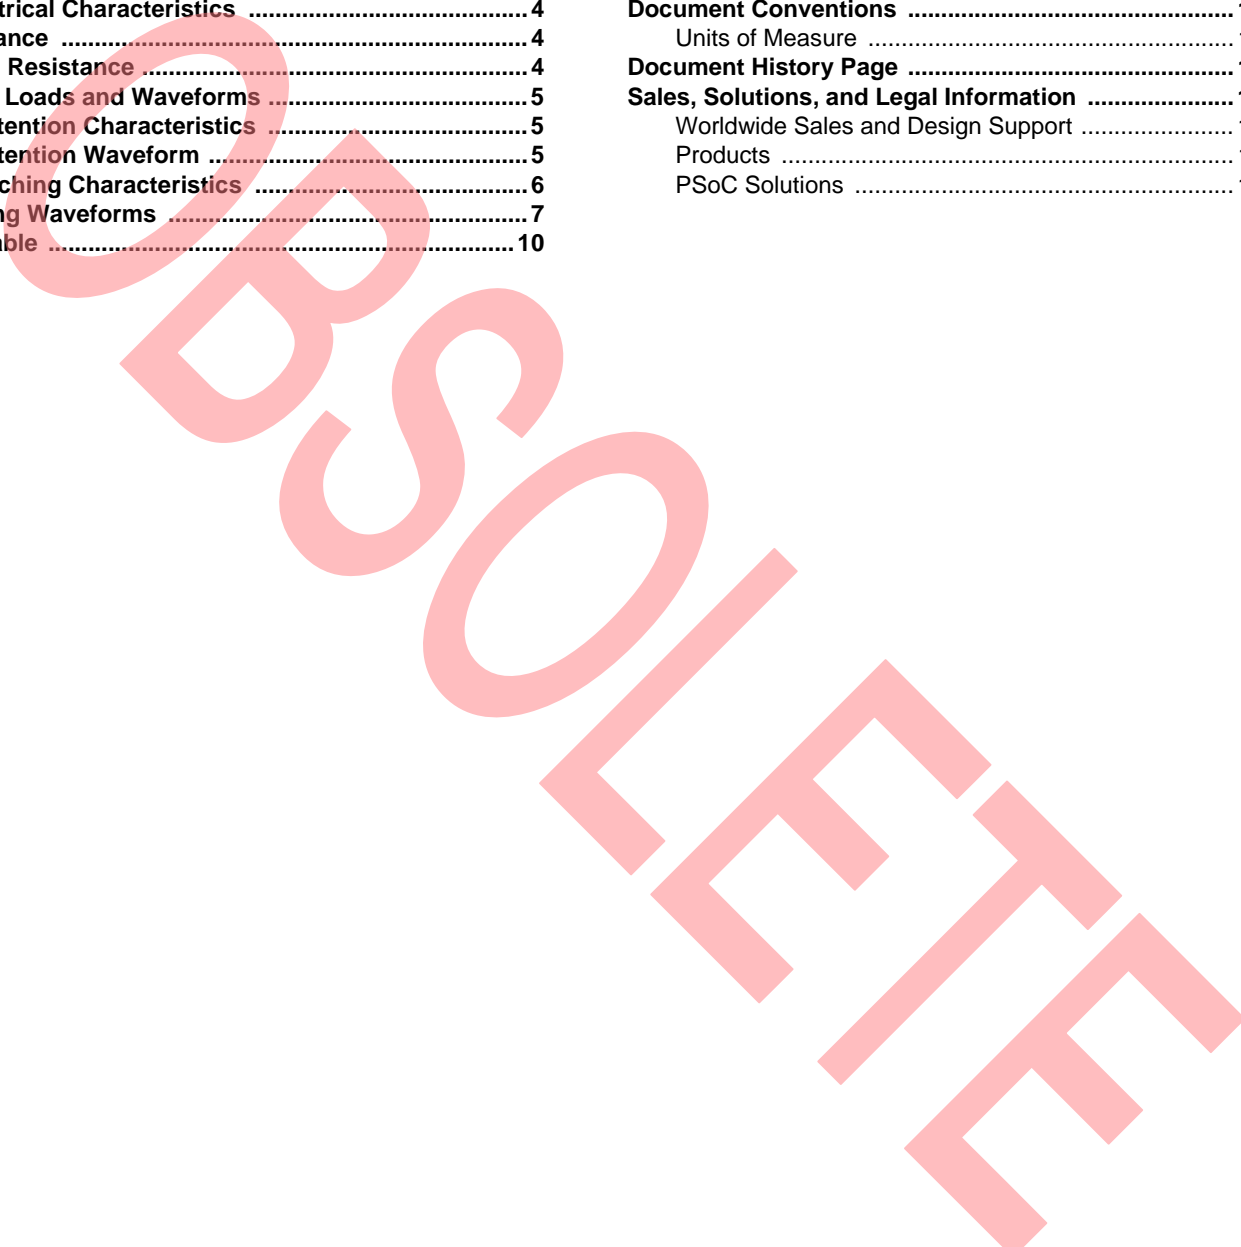 trical Characteristics ........................................... 4
ance ...................................................................... 4
Resistance .......................................................... 4
Loads and Waveforms ....................................... 5
tention Characteristics ....................................... 5
tention Waveform ................................................ 5
ching Characteristics ......................................... 6
ng Waveforms ...................................................... 7
able ...................................................................... 10
Document Conventions .................................................
Units of Measure .......................................................
Document History Page .................................................
Sales, Solutions, and Legal Information ......................
Worldwide Sales and Design Support .......................
Products ....................................................................
PSoC Solutions .........................................................
OBSOLETE